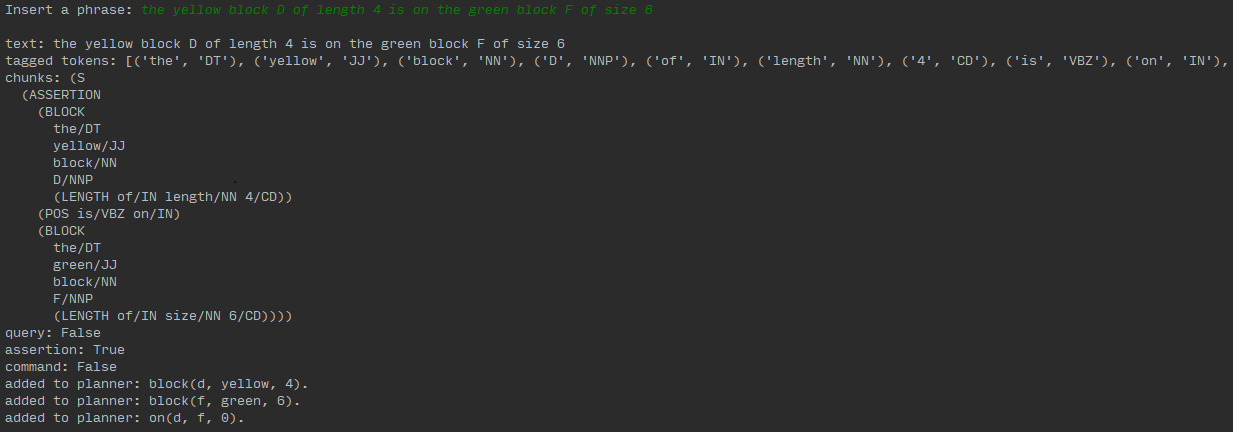 Insert a phrase: the yellow block D of length 4 is on the green block F of size 6
text: the yellow block D of length 4 is on the green block F of size 6
tagged tokens: [('the', 'DT'), ('yellow', 'JJ'), ('block', 'NN'), ('D', 'NNP'), ('of', 'IN'), ('length', 'NN'), ('4', 'CD'), ('is', 'VBZ'), ('on', 'IN'),
chunks: (S
(ASSERTION
(BLOCK
the/DT
yellow/JJ
block/NN
D/NNP
(LENGTH of/IN length/NN 4/CD))
(POS is/VBZ on/IN)
(BLOCK
the/DT
green/JJ
block/NN
F/NNP
(LENGTH of/IN size/NN 6/CD))))
query: False
assertion: True
command: False
added to planner: block(d, yellow, 4).
added to planner: block(f, green, 6).
added to planner: on(d, f, 0).